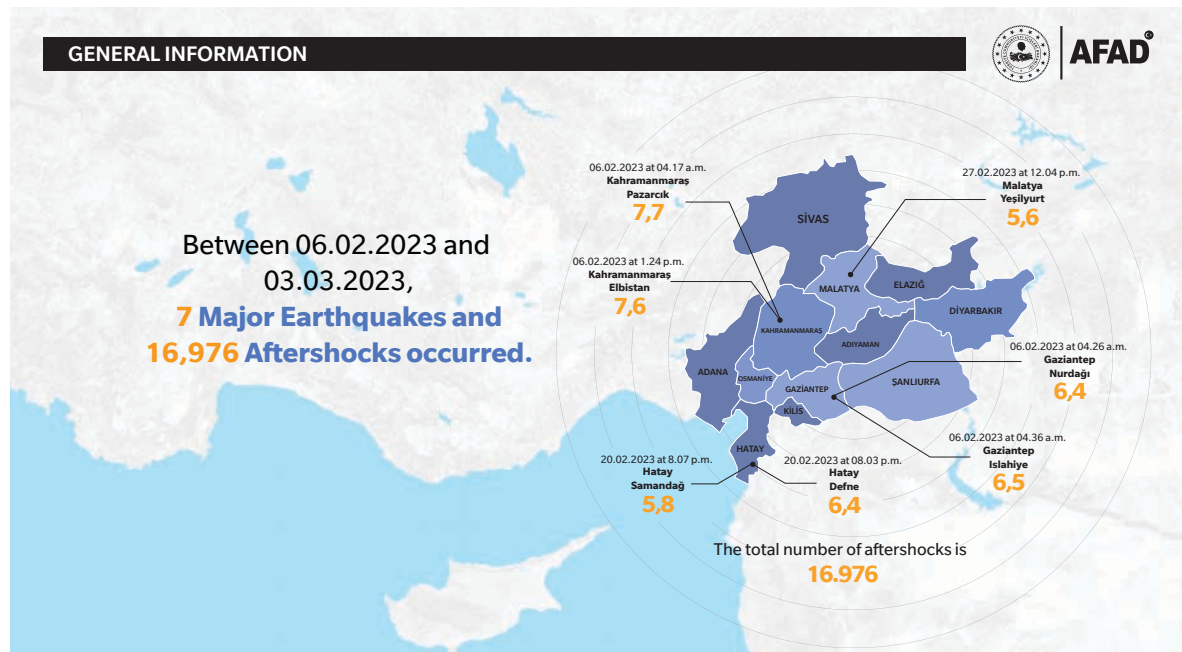 GENERAL INFORMATION
AFAD
Between 06.02.2023 and
03.03.2023,
7 Major Earthquakes and
16,976 Aftershocks occurred.
06.02.2023 at 04.17 a.m.
Kahramanmaraş
Pazarcık
7,7
27.02.2023 at 12.04 p.m.
Malatya
Yeşilyurt
5,6
06.02.2023 at 1.24 p.m.
Kahramanmaraş
Elbistan
7,6
SİVAS
MALATYA
ELAZIĞ
DİYARBAKIR
KAHRAMANMARAŞ
ADIYAMAN
ADANA
OSMANİYE
GAZİANTEP
ŞANLIURFA
KİLİS
HATAY
06.02.2023 at 04.26 a.m.
Gaziantep
Nurdağı
6,4
06.02.2023 at 04.36 a.m.
Gaziantep
Islahiye
6,5
20.02.2023 at 8.07 p.m.
Hatay
Samandağ
5,8
20.02.2023 at 08.03 p.m.
Hatay
Defne
6,4
The total number of aftershocks is
16.976